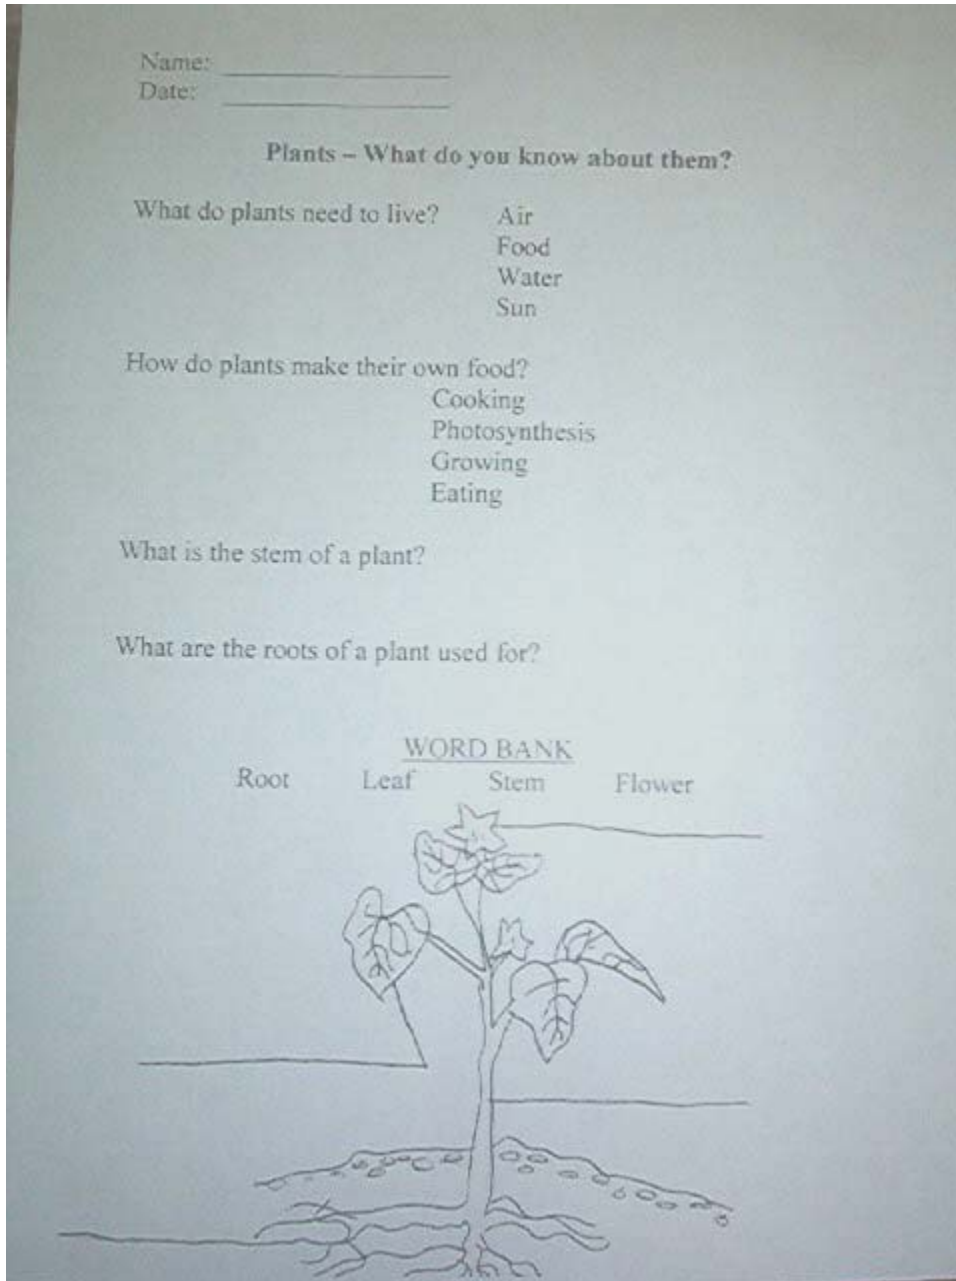 Name:
Date:
Plants – What do you know about them?
What do plants need to live? Air
Food
Water
Sun
How do plants make their own food?
Cooking
Photosynthesis
Growing
Eating
What is the stem of a plant?
What are the roots of a plant used for?
WORD BANK
Root Leaf Stem Flower